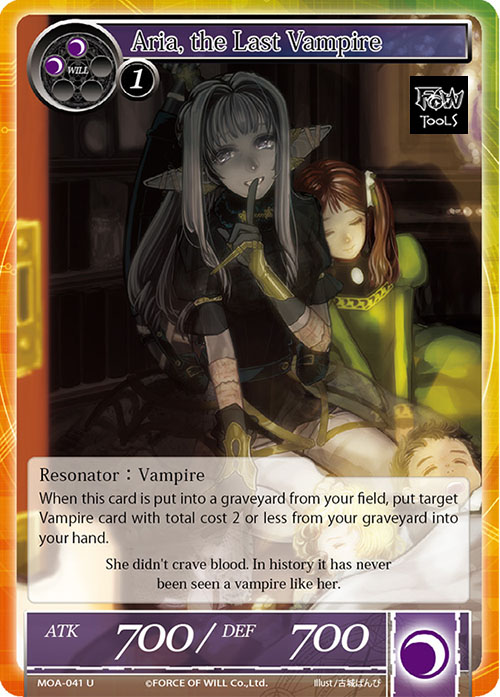 Aria, the Last Vampire
WILL
1
FOW
TOOLS
Resonator : Vampire
When this card is put into a graveyard from your field, put target
Vampire card with total cost 2 or less from your graveyard into
your hand.
She didn't crave blood. In history it has never
been seen a vampire like her.
ATK 700 / DEF 700
MOA-041 U ©FORCE OF WILL Co.,Ltd. Illust/古城ぱんぴ